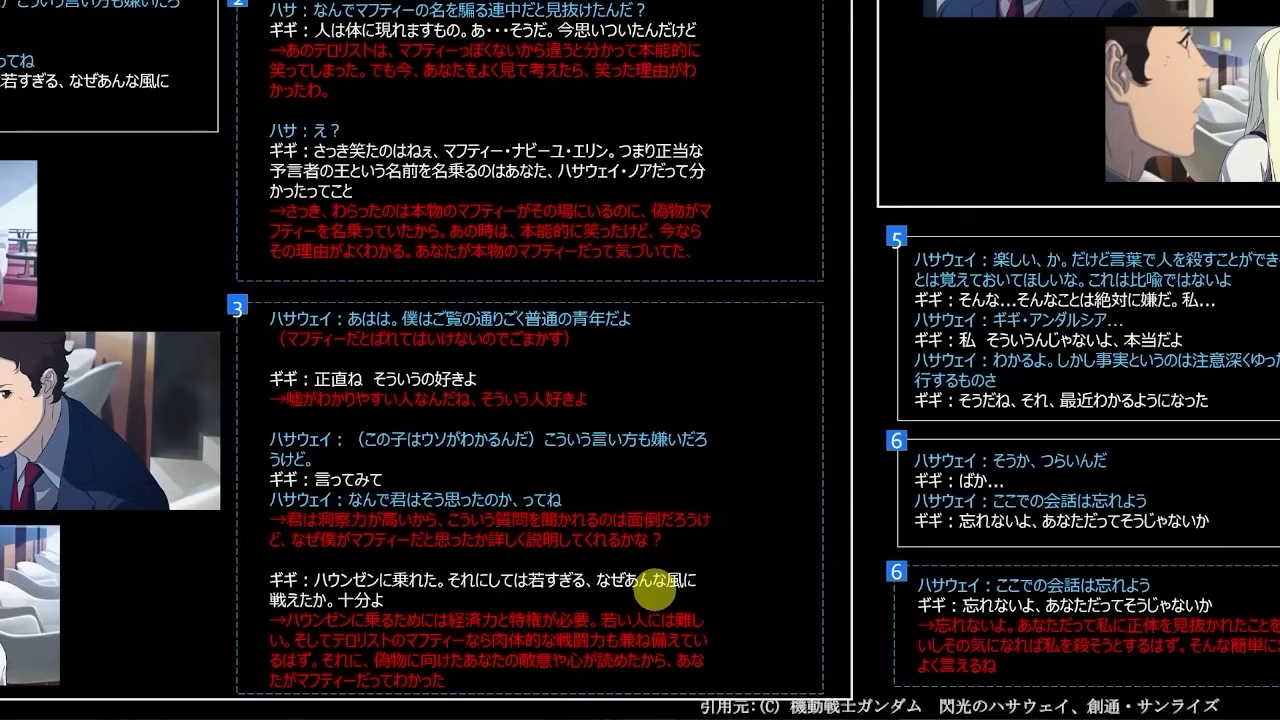 こういう言い方も嫌いだろ
ってね
若すぎる、なぜあんな風に
2
ハサ：なんでマフティーの名を騙る連中だと見抜けたんだ？
ギギ：人は体に現れますもの。あ・・・そうだ。今思いついたんだけど
→あのテロリストは、マフティーっぽくないから違うと分かって本能的に
笑ってしまった。でも今、あなたをよく見て考えたら、笑った理由がわ
かったわ。
ハサ：え？
ギギ：さっき笑たのはねぇ、マフティー・ナビーユ・エリン。つまり正当な
予言者の王という名前を名乗るのはあなた、ハサウェイ・ノアだって分
かったってこと
→さっき、わらったのは本物のマフティーがその場にいるのに、偽物がマ
フティーを名乗っていたから。あの時は、本能的に笑ったけど、今なら
その理由がよくわかる。あなたが本物のマフティーだって気づいてた、
3
ハサウェイ：あはは。僕はご覧の通りごく普通の青年だよ
（マフティーだとばれてはいけないのでごまかす）
ギギ：正直ね　そういうの好きよ
→嘘がわかりやすい人なんだね、そういう人好きよ
ハサウェイ：（この子はウソがわかるんだ）こういう言い方も嫌いだろ
うけど。
ギギ：言ってみて
ハサウェイ：なんで君はそう思ったのか、ってね
→君は洞察力が高いから、こういう質問を聞かれるのは面倒だろうけ
ど、なぜ僕がマフティーだと思ったか詳しく説明してくれるかな？
ギギ：ハウンゼンに乗れた。それにしては若すぎる、なぜあんな風に
戦えたか。十分よ
→ハウンゼンに乗るためには経済力と特権が必要。若い人には難し
い。そしてテロリストのマフティーなら肉体的な戦闘力も兼ね備えてい
るはず。それに、偽物に向けたあなたの敵意や心が読めたから、あな
たがマフティーだってわかった
5
ハサウェイ：楽しい、か。だけど言葉で人を殺すことができ
とは覚えておいてほしいな。これは比喩ではないよ
ギギ：そんな…そんなことは絶対に嫌だ。私…
ハサウェイ：ギギ・アンダルシア…
ギギ：私　そういうんじゃないよ、本当だよ
ハサウェイ：わかるよ。しかし事実というのは注意深くゆっ
行するものさ
ギギ：そうだね、それ、最近わかるようになった
6
ハサウェイ：そうか、つらいんだ
ギギ：ばか…
ハサウェイ：ここでの会話は忘れよう
ギギ：忘れないよ、あなただってそうじゃないか
6
ハサウェイ：ここでの会話は忘れよう
ギギ：忘れないよ、あなただってそうじゃないか
→忘れないよ。あなただって私に正体を見抜かれたことを
いしその気になれば私を殺そうとするはず。そんな簡単に
よく言えるね
引用元：(C) 機動戦士ガンダム　閃光のハサウェイ、創通・サンライズ